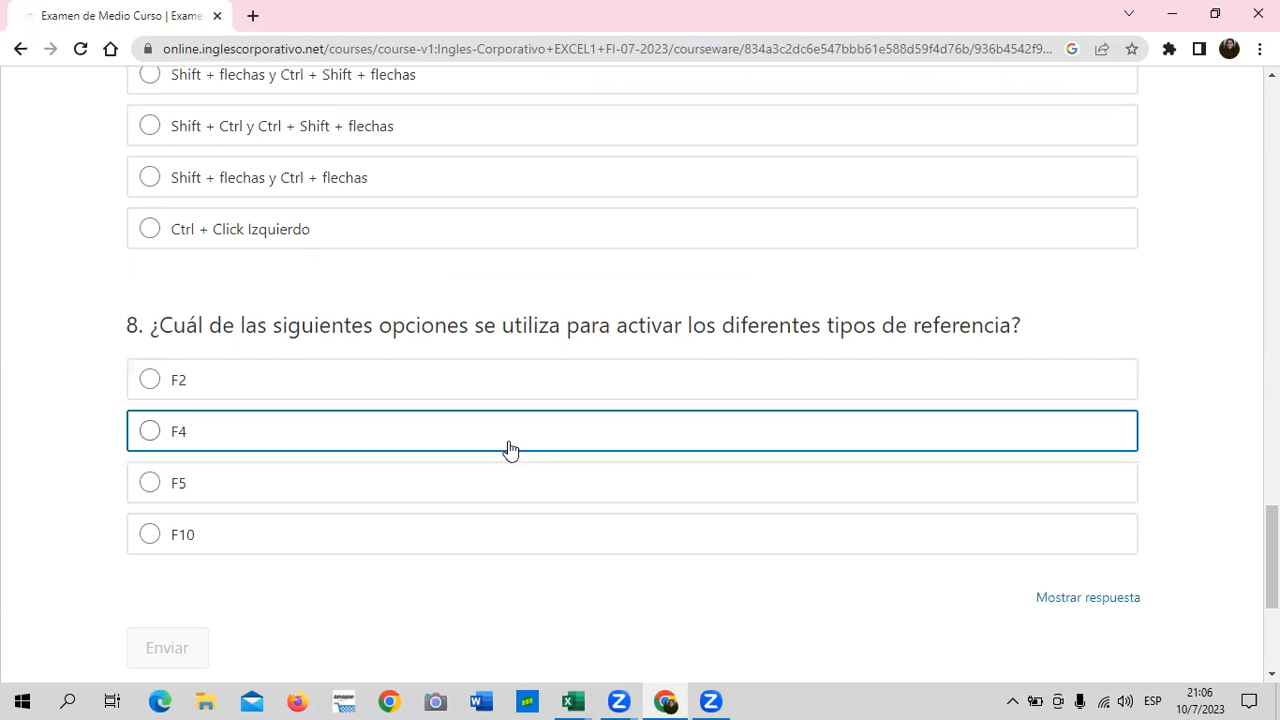 Examen de Medio Curso | Exame
online.inglescorporativo.net/courses/course-v1:Ingles-Corporativo+EXCEL1+FI-07-2023/courseware/834a3c2dc5e547bbb61e588d59f4d76b/936b4542f9...
Shift + flechas y Ctrl + Shift + flechas
Shift + Ctrl y Ctrl + Shift + flechas
Shift + flechas y Ctrl + flechas
Ctrl + Click Izquierdo
8. ¿Cuál de las siguientes opciones se utiliza para activar los diferentes tipos de referencia?
F2
F4
F5
F10
Mostrar respuesta
Enviar
amazon
ESP
21:06
10/7/2023